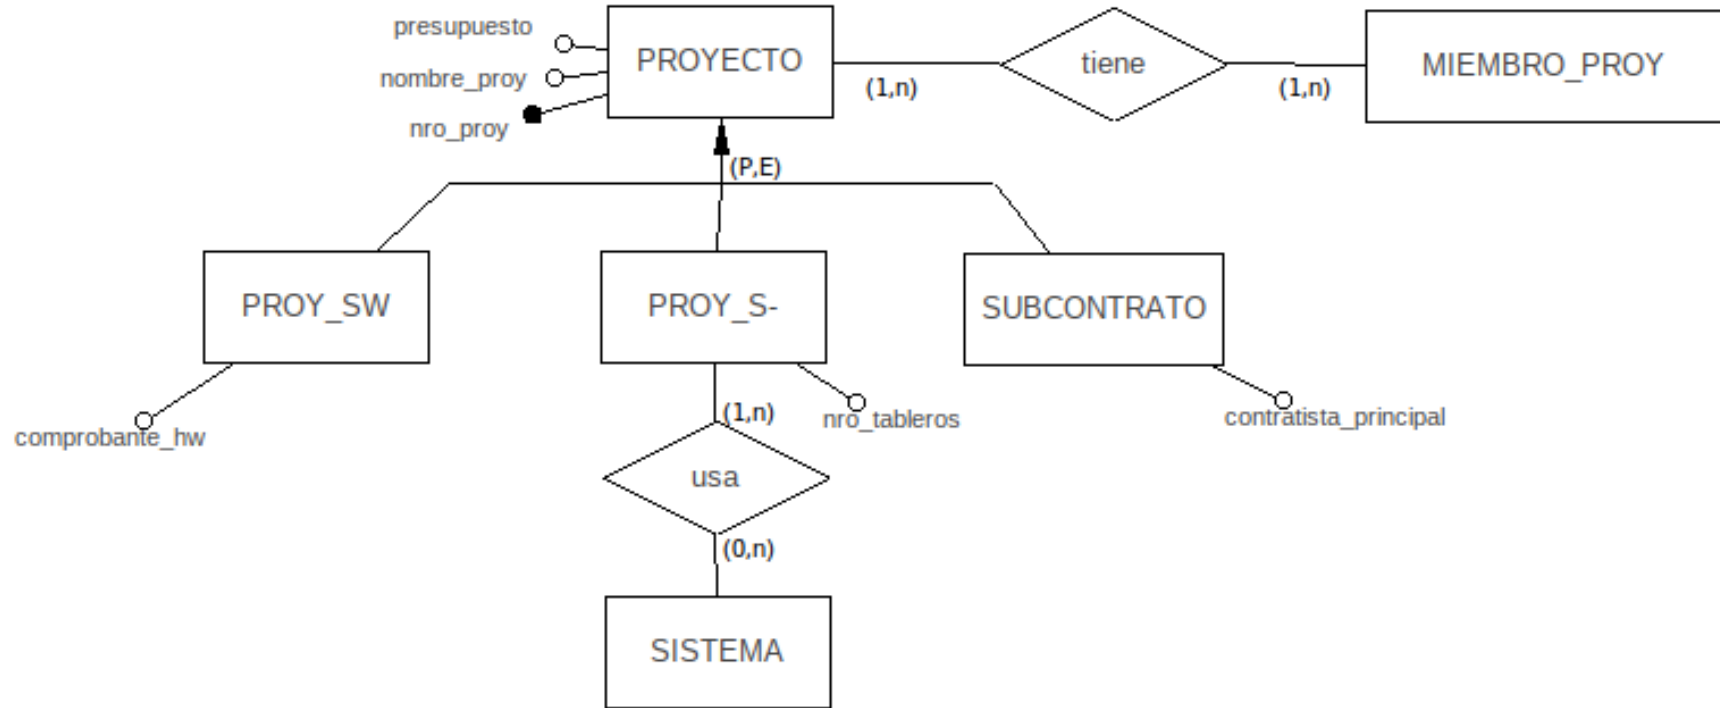 presupuesto
nombre_proy
nro_proy
PROYECTO
(1,n)
tiene
(1,n)
MIEMBRO_PROY
(P,E)
PROY_SW
PROY_S-
SUBCONTRATO
comprobante_hw
(1,n)
nro_tableros
contratista_principal
usa
(0,n)
SISTEMA